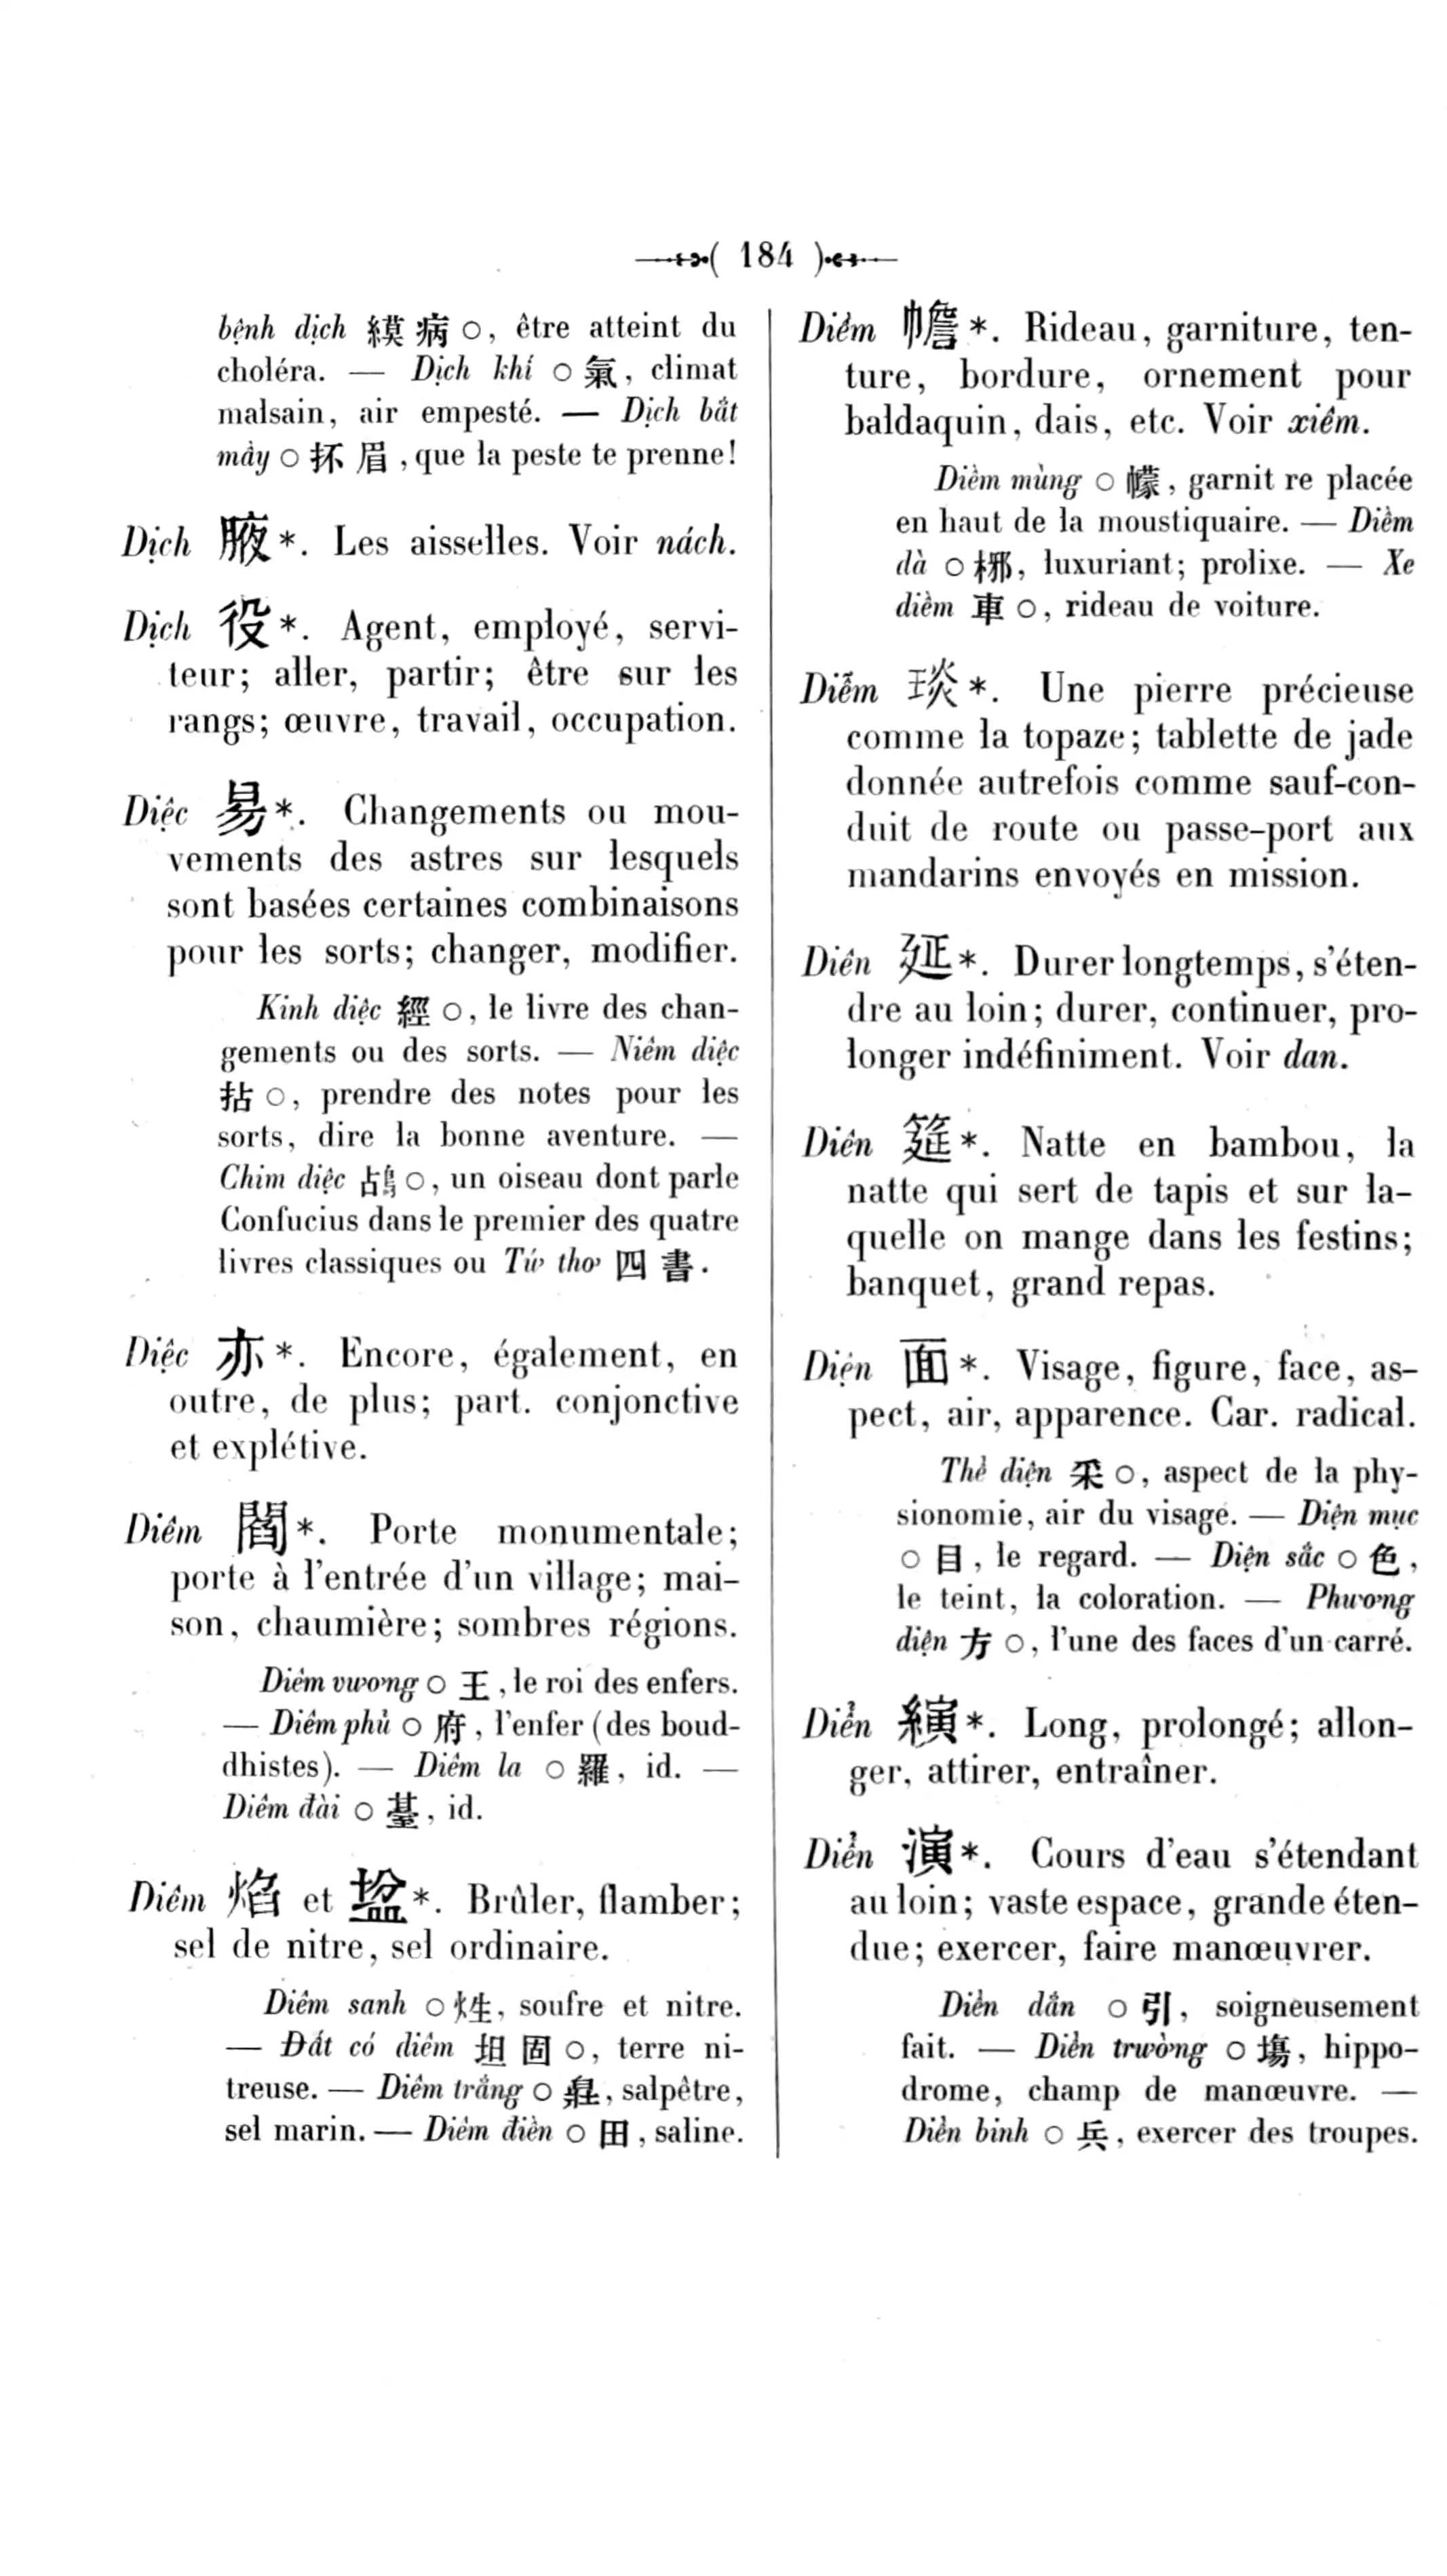 ( 184 )
bệnh dịch 縸 病 ○, être atteint du
choléra. — Dịch khí ○ 氣, climat
malsain, air empesté. — Dịch bắt
mầy ○ 抔 眉, que la peste te prenne!
Dịch 腋 *. Les aisselles. Voir nách.
Dịch 役 *. Agent, employé, servi-
teur; aller, partir; être sur les
rangs; œuvre, travail, occupation.
Diệc 易 *. Changements ou mou-
vements des astres sur lesquels
sont basées certaines combinaisons
pour les sorts; changer, modifier.
Kinh diệc 經 ○, le livre des chan-
gements ou des sorts. — Niêm diệc
拈 ○, prendre des notes pour les
sorts, dire la bonne aventure. —
Chim diệc ○, un oiseau dont parle
Confucius dans le premier des quatre
livres classiques ou Tứ thơ 四 書.
Diệc 亦 *. Encore, également, en
outre, de plus; part. conjonctive
et explétive.
Diêm 閻 *. Porte monumentale;
porte à l'entrée d'un village; mai-
son, chaumière; sombres régions.
Diêm vương ○ 王, le roi des enfers.
— Diêm phủ ○ 府, l'enfer (des boud-
dhistes). — Diêm la ○ 羅, id. —
Diêm đài ○ 臺, id.
Diêm 焰 et *. Brûler, flamber;
sel de nitre, sel ordinaire.
Diêm sanh ○, soufre et nitre.
— Đất có diêm 坦 固 ○, terre ni-
treuse. — Diêm trắng ○, salpêtre,
sel marin. — Diêm điền ○ 田, saline.
Diềm 幨 *. Rideau, garniture, ten-
ture, bordure, ornement pour
baldaquin, dais, etc. Voir xiêm.
Diềm mùng ○ 幪, garnit re placée
en haut de la moustiquaire. — Diềm
dà ○ 梛, luxuriant; prolixe. — Xe
diềm 車 ○, rideau de voiture.
Diễm 琰 *. Une pierre précieuse
comme la topaze; tablette de jade
donnée autrefois comme sauf-con-
duit de route ou passe-port aux
mandarins envoyés en mission.
Diên 延 *. Durer longtemps, s'éten-
dre au loin; durer, continuer, pro-
longer indéfiniment. Voir dan.
Diên 筵 *. Natte en bambou, la
natte qui sert de tapis et sur la-
quelle on mange dans les festins;
banquet, grand repas.
Diện 面 *. Visage, figure, face, as-
pect, air, apparence. Car. radical.
Thể diện 采 ○, aspect de la phy-
sionomie, air du visage. — Diện mục
○ 目, le regard. — Diện sắc ○ 色,
le teint, la coloration. — Phương
diện 方 ○, l'une des faces d'un carré.
Diển 縯 *. Long, prolongé; allon-
ger, attirer, entraîner.
Diển 演 *. Cours d'eau s'étendant
au loin; vaste espace, grande éten-
due; exercer, faire manœuvrer.
Diển dẫn ○ 引, soigneusement
fait. — Diển trường ○ 塲, hippo-
drome, champ de manœuvre. —
Diển binh ○ 兵, exercer des troupes.